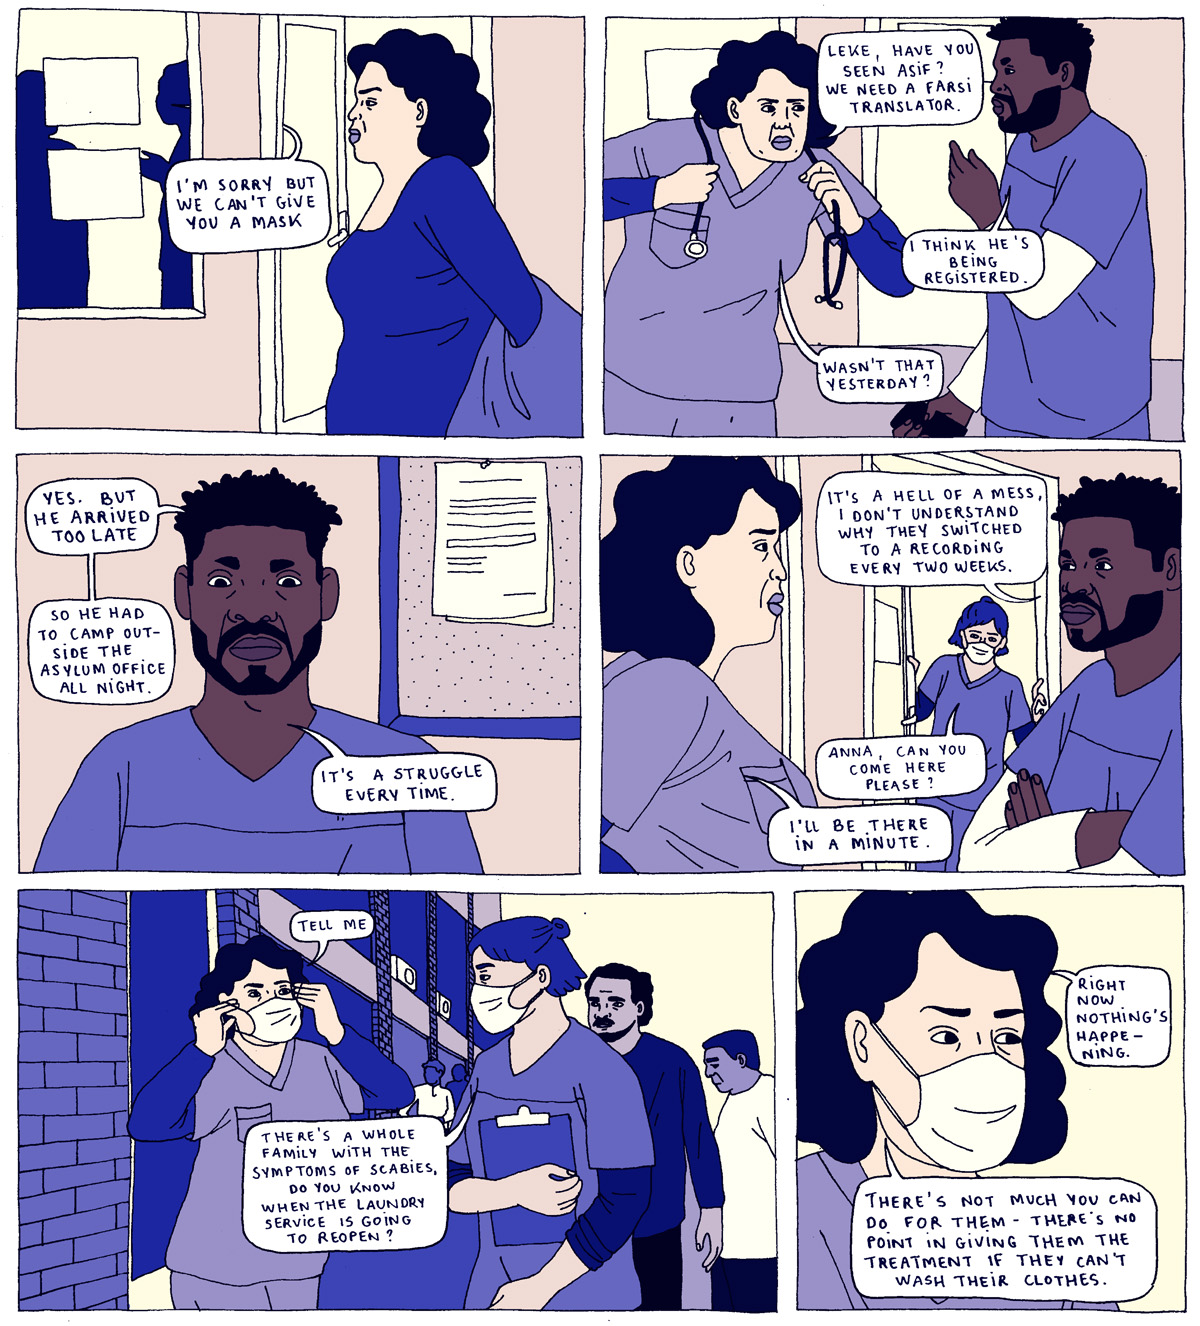 I'M SORRY BUT
WE CAN'T GIVE
YOU A MASK
LEKE, HAVE YOU
SEEN ASIF?
WE NEED A FARSI
TRANSLATOR.
I THINK HE'S
BEING
REGISTERED.
WASN'T THAT
YESTERDAY?
YES. BUT
HE ARRIVED
TOO LATE
SO HE HAD
TO CAMP OUT-
SIDE THE
ASYLUM OFFICE
ALL NIGHT.
IT'S A STRUGGLE
EVERY TIME.
IT'S A HELL OF A MESS,
I DON'T UNDERSTAND
WHY THEY SWITCHED
TO A RECORDING
EVERY TWO WEEKS.
ANNA, CAN YOU
COME HERE
PLEASE?
I'LL BE THERE
IN A MINUTE.
TELL ME
THERE'S A WHOLE
FAMILY WITH THE
SYMPTOMS OF SCABIES,
DO YOU KNOW
WHEN THE LAUNDRY
SERVICE IS GOING
TO REOPEN?
RIGHT
NOW
NOTHING'S
HAPPE-
NING.
THERE'S NOT MUCH YOU CAN
DO FOR THEM - THERE'S NO
POINT IN GIVING THEM THE
TREATMENT IF THEY CAN'T
WASH THEIR CLOTHES.